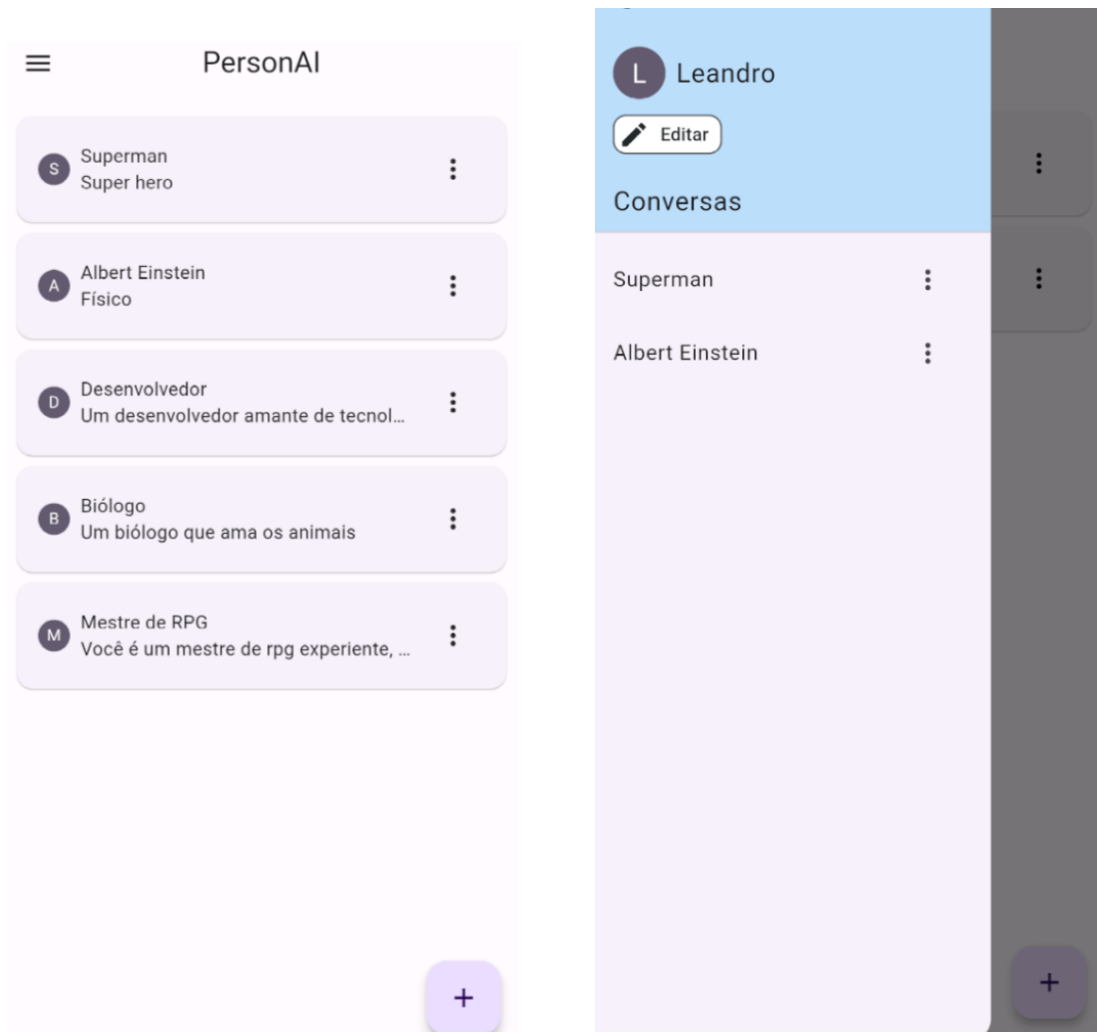 PersonAI
S
Superman
Super hero
A
Albert Einstein
Físico
D
Desenvolvedor
Um desenvolvedor amante de tecnol...
B
Biólogo
Um biólogo que ama os animais
M
Mestre de RPG
Você é um mestre de rpg experiente, ...
+
L
Leandro
Editar
Conversas
Superman
Albert Einstein
+